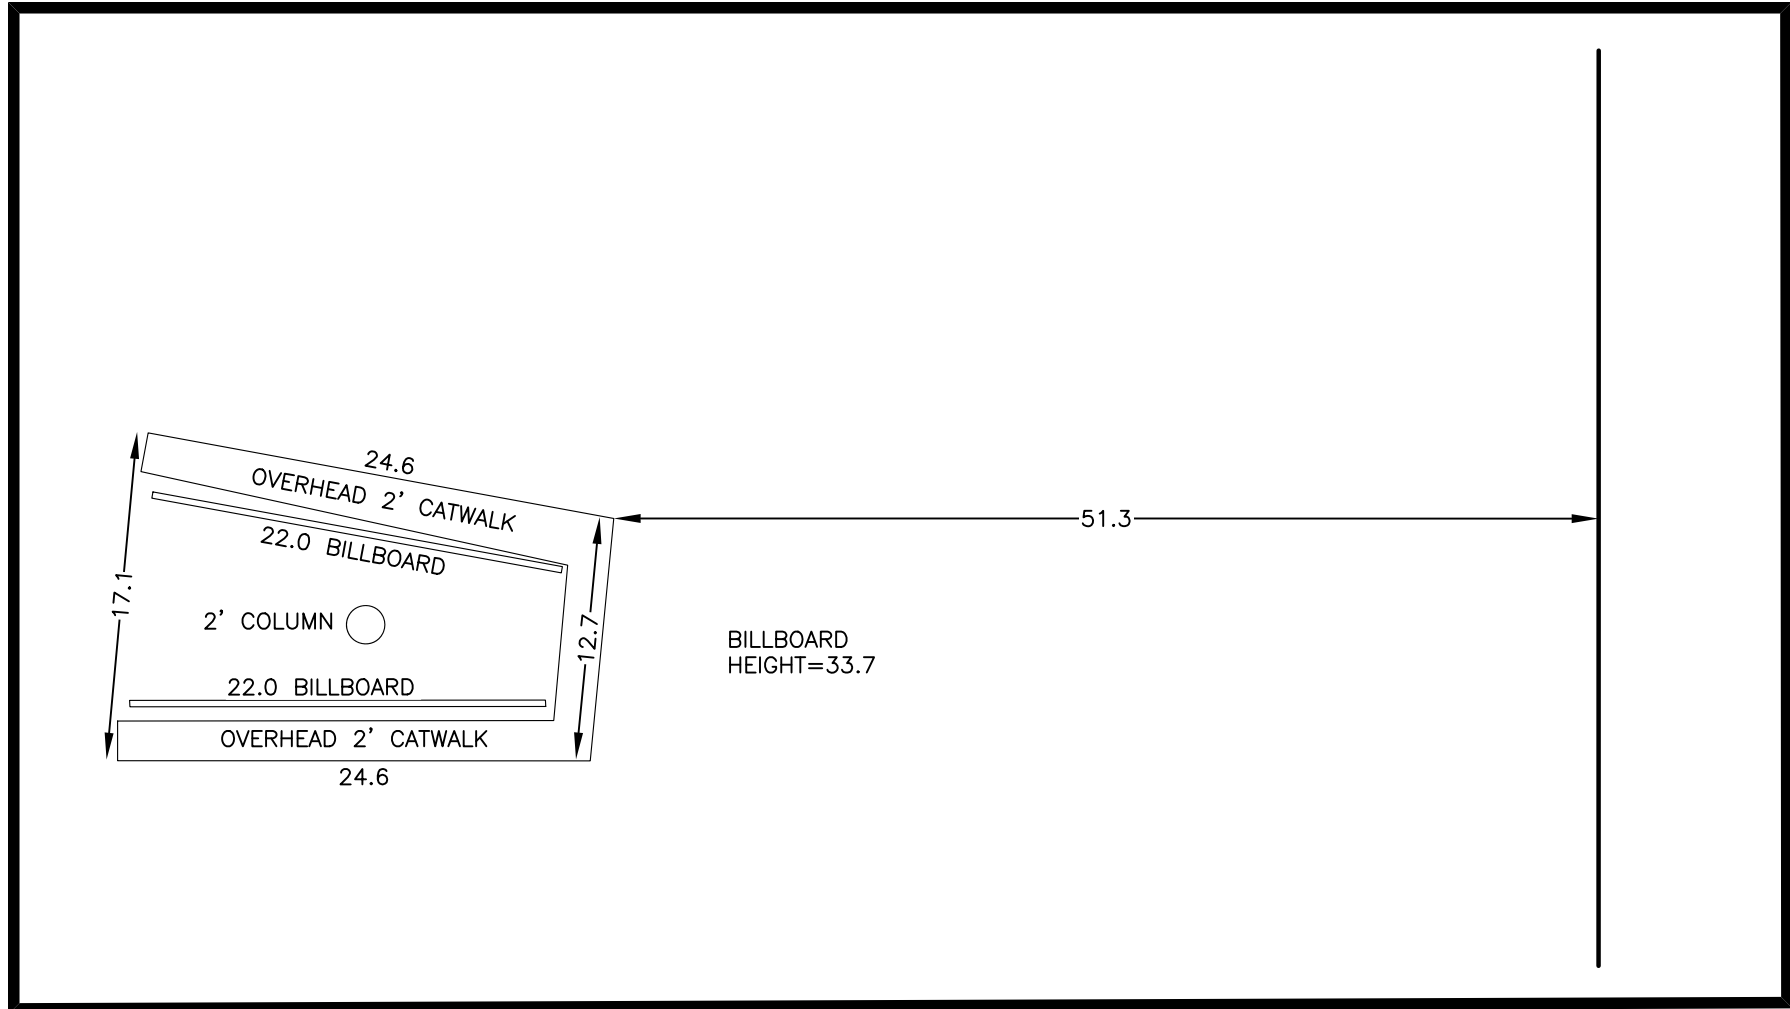 24.6
OVERHEAD 2' CATWALK
22.0 BILLBOARD
51.3
17.1
2' COLUMN
12.7
BILLBOARD
HEIGHT=33.7
22.0 BILLBOARD
OVERHEAD 2' CATWALK
24.6